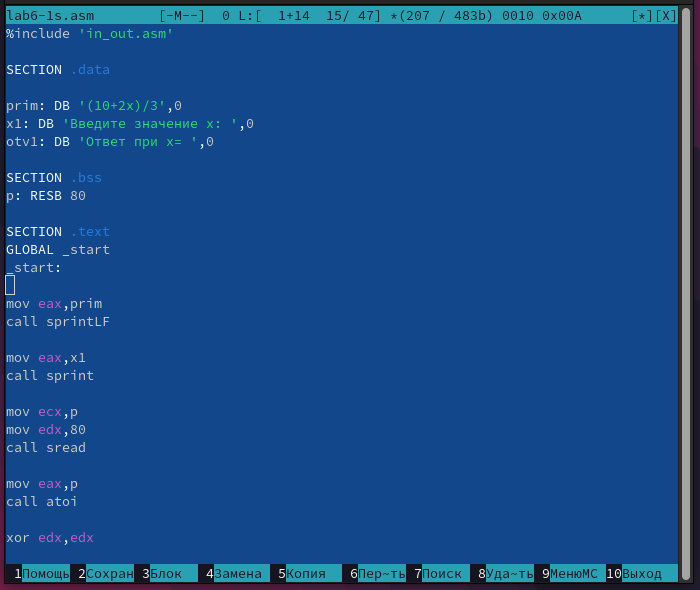 lab6-1s.asm [-M--] 0 L:[ 1+14 15/ 47] *(207 / 483b) 0010 0x00A [*][X]
%include 'in_out.asm'
SECTION .data
prim: DB '(10+2x)/3',0
x1: DB 'Введите значение x: ',0
otv1: DB 'Ответ при x= ',0
SECTION .bss
p: RESB 80
SECTION .text
GLOBAL _start
_start:
mov eax,prim
call sprintLF
mov eax,x1
call sprint
mov ecx,p
mov edx,80
call sread
mov eax,p
call atoi
xor edx,edx
1Помощь 2Сохран 3Блок 4Замена 5Копия 6Пер~ть 7Поиск 8Уда~ть 9МенюMC 10Выход